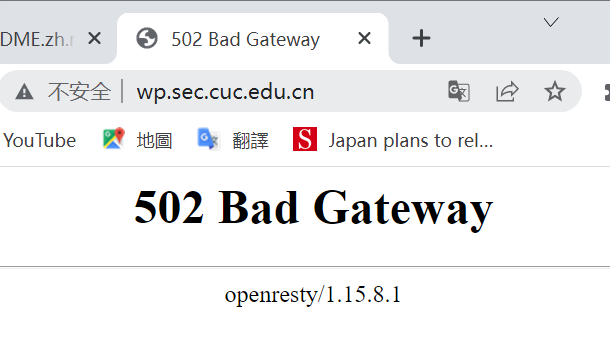 DME.zh.r
502 Bad Gateway
不安全 wp.sec.cuc.edu.cn
YouTube 地圖 翻譯 S Japan plans to rel...
502 Bad Gateway
openresty/1.15.8.1